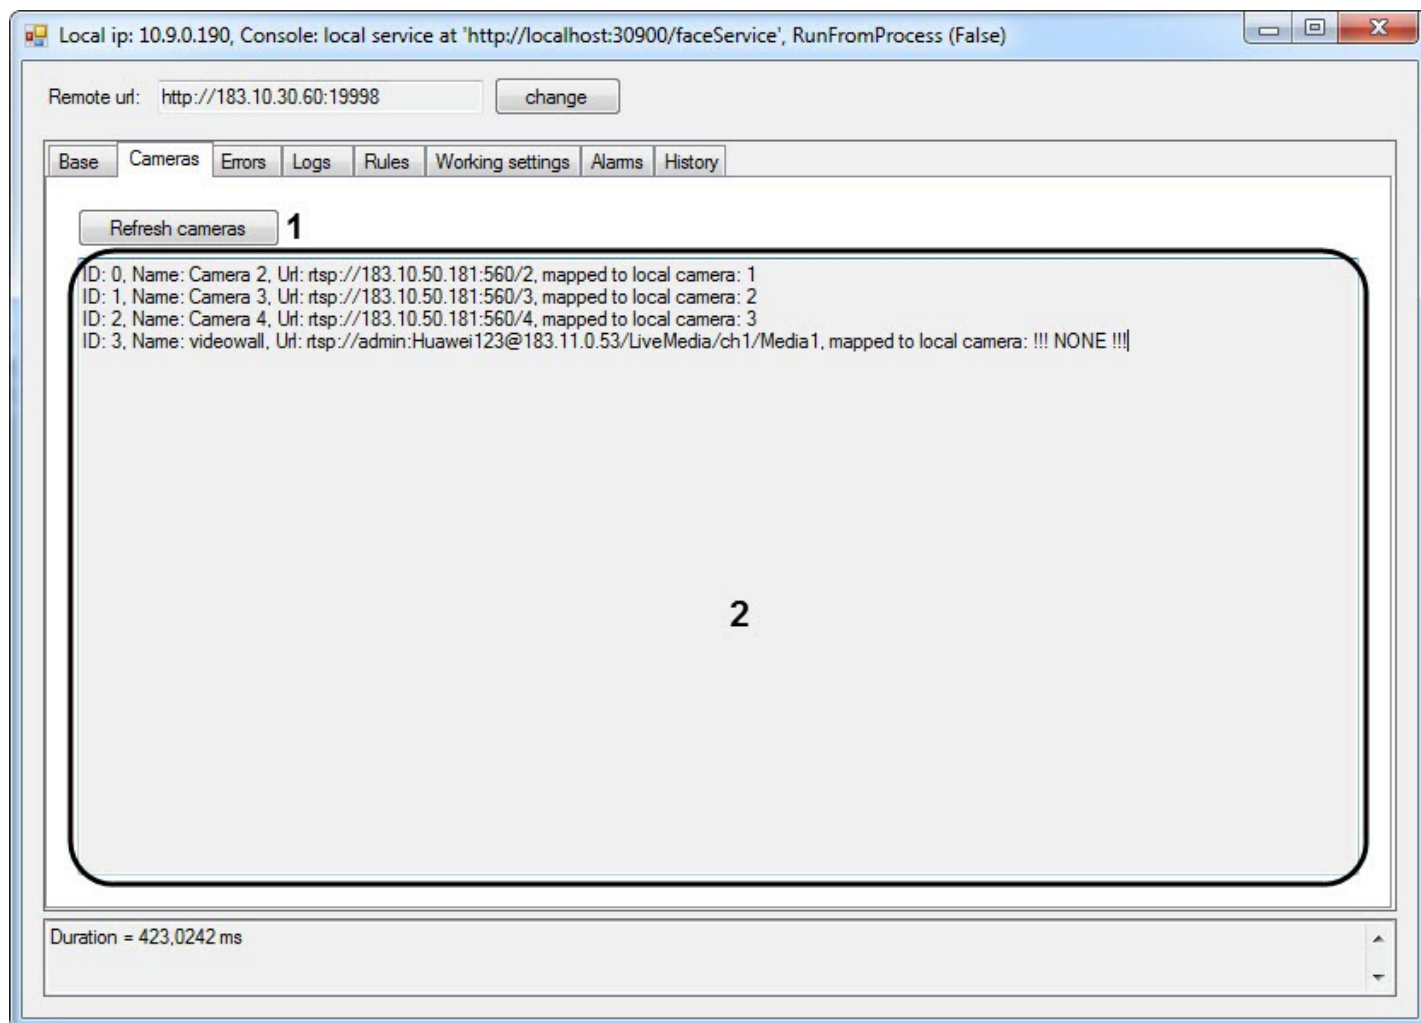 Local ip: 10.9.0.190, Console: local service at 'http://localhost:30900/faceService', RunFromProcess (False)
Remote url: http://183.10.30.60:19998 change
Base Cameras Errors Logs Rules Working settings Alarms History
Refresh cameras 1
ID: 0, Name: Camera 2, Url: rtsp://183.10.50.181:560/2, mapped to local camera: 1
ID: 1, Name: Camera 3, Url: rtsp://183.10.50.181:560/3, mapped to local camera: 2
ID: 2, Name: Camera 4, Url: rtsp://183.10.50.181:560/4, mapped to local camera: 3
ID: 3, Name: videowall, Url: rtsp://admin:Huawei123@183.11.0.53/LiveMedia/ch1/Media1, mapped to local camera: !!! NONE !!!
2
Duration = 423,0242 ms